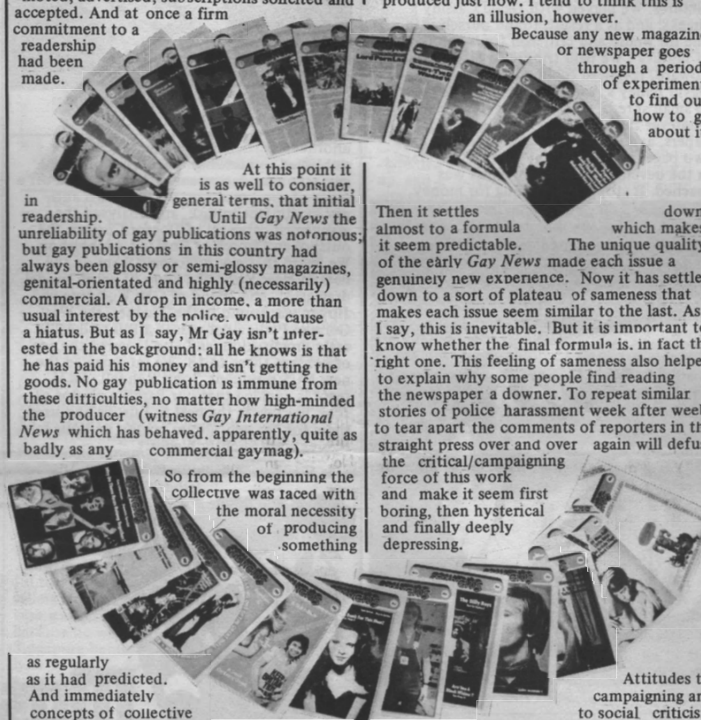 accepted. And at once a firm
commitment to a
readership
had been
made.
At this point it
is as well to consider,
in general terms, that initial
readership. Until Gay News the
unreliability of gay publications was notorious;
but gay publications in this country had
always been glossy or semi-glossy magazines,
genital-orientated and highly (necessarily)
commercial. A drop in income, a more than
usual interest by the police, would cause
a hiatus. But as I say, Mr Gay isn't inter-
ested in the background: all he knows is that
he has paid his money and isn't getting the
goods. No gay publication is immune from
these difficulties, no matter how high-minded
the producer (witness Gay International
News which has behaved, apparently, quite as
badly as any commercial gaymag).
So from the beginning the
collective was faced with
the moral necessity
of producing
something
as regularly
as it had predicted.
And immediately
concepts of collective
produced just now. I tend to think this is
an illusion, however.
Because any new magazin
or newspaper goes
through a period
of experiment
to find ou
how to g
about i
Then it settles down
almost to a formula which makes
it seem predictable. The unique quality
of the early Gay News made each issue a
genuinely new experience. Now it has settle
down to a sort of plateau of sameness that
makes each issue seem similar to the last. As
I say, this is inevitable. But it is important to
know whether the final formula is, in fact th
right one. This feeling of sameness also helpe
to explain why some people find reading
the newspaper a downer. To repeat similar
stories of police harassment week after week
to tear apart the comments of reporters in th
straight press over and over again will defus
the critical/campaigning
force of this work
and make it seem first
boring, then hysterical
and finally deeply
depressing.
Attitudes t
campaigning an
to social criticis